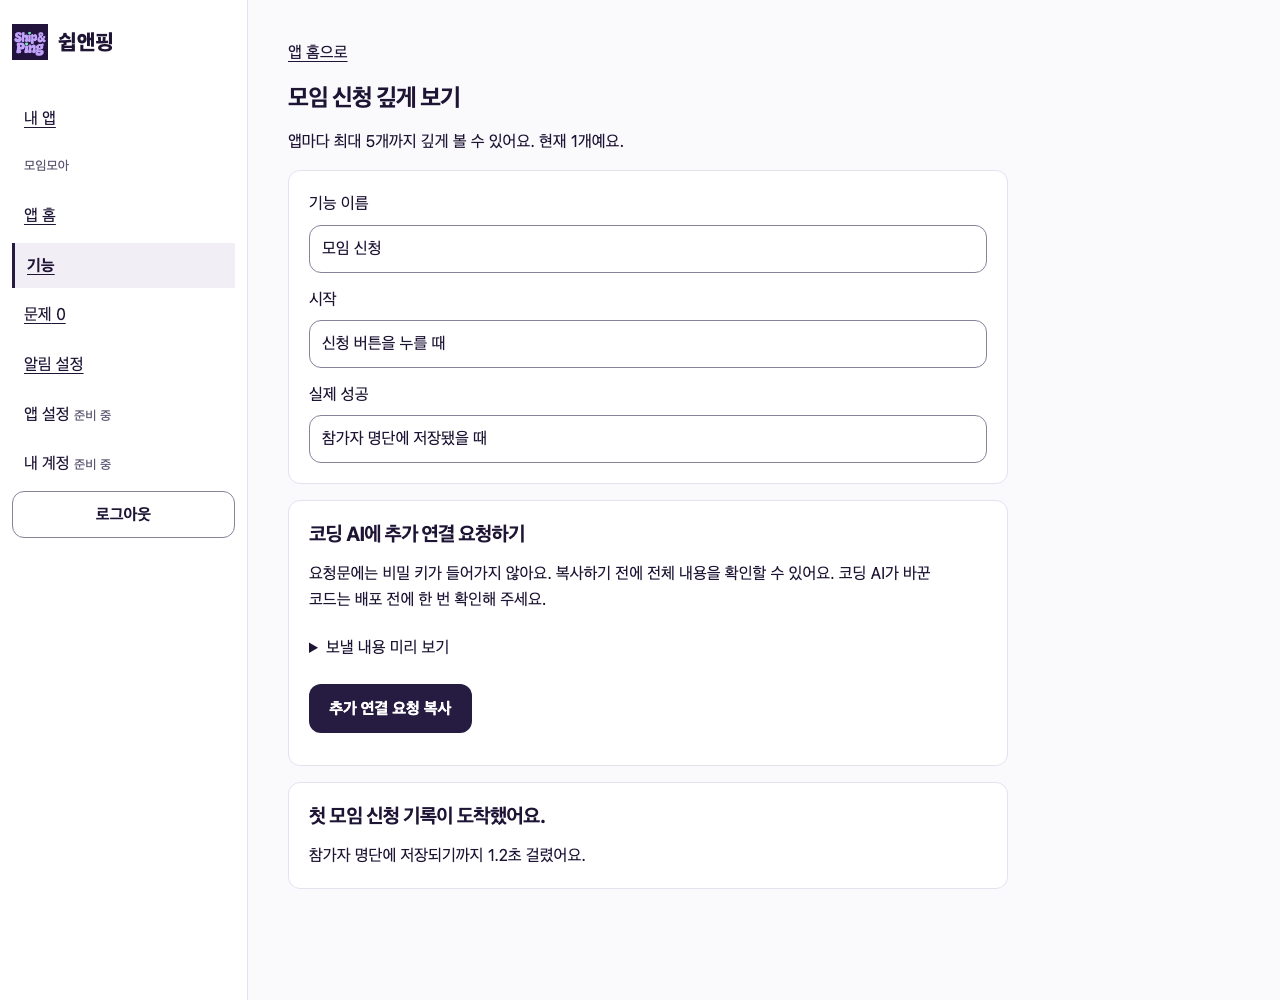 Ship&
Ping
쉽앤핑
내 앱
모임모아
앱 홈
기능
문제 0
알림 설정
앱 설정 준비 중
내 계정 준비 중
로그아웃
앱 홈으로
모임 신청 깊게 보기
앱마다 최대 5개까지 깊게 볼 수 있어요. 현재 1개예요.
기능 이름
모임 신청
시작
신청 버튼을 누를 때
실제 성공
참가자 명단에 저장됐을 때
코딩 AI에 추가 연결 요청하기
요청문에는 비밀 키가 들어가지 않아요. 복사하기 전에 전체 내용을 확인할 수 있어요. 코딩 AI가 바꾼
코드는 배포 전에 한 번 확인해 주세요.
▶ 보낼 내용 미리 보기
추가 연결 요청 복사
첫 모임 신청 기록이 도착했어요.
참가자 명단에 저장되기까지 1.2초 걸렸어요.